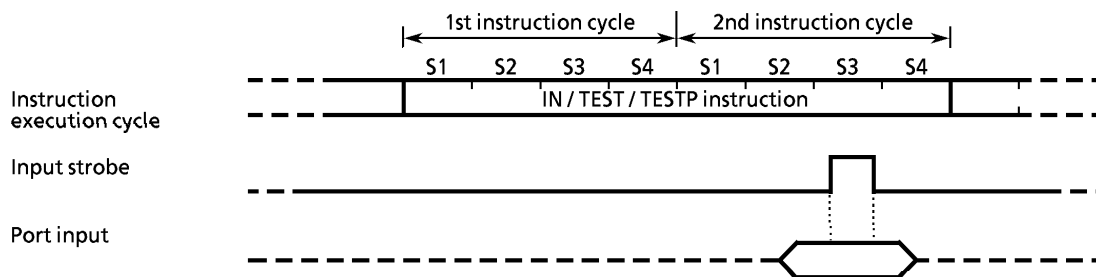 1st instruction cycle 2nd instruction cycle
S1 S2 S3 S4 S1 S2 S3 S4
Instruction
execution cycle
IN / TEST / TESTP instruction
Input strobe
Port input